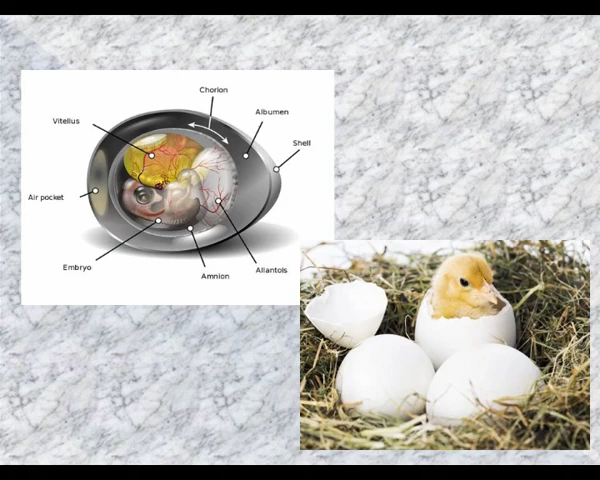 Chorion
Albumen
Vitellus
Shell
Air pocket
Embryo
Amnion
Allantois